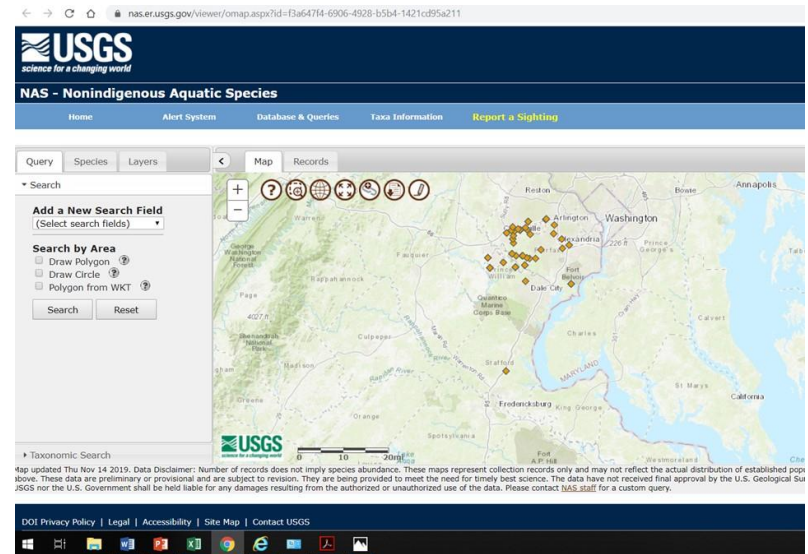 nas.er.usgs.gov/viewer/omap.aspx?id=f3a647f4-6906-4928-b5b4-1421cd95a211
USGS
science for a changing world
NAS - Nonindigenous Aquatic Species
Home Alert System Database & Queries Taxa Information Report a Sighting
Query Species Layers < Map Records
Search
Add a New Search Field
(Select search fields)
Search by Area
Draw Polygon ?
Draw Circle ?
Polygon from WKT ?
Search Reset
Taxonomic Search
+
-
?
Reston
Bowie
Annapolis
Warren
Arlington
Washington
Alexandria
226 ft
Prince George's
George Washington National Forest
Fauquier
Prince William
Fort Belvoir
Rappahannock
Dale City
Page
Quantico Marine Corps Base
4027 ft
Calvert
Shenandoah National Park
Culpeper
Charles
Madison
Stafford
MARYLAND
St Marys
Rapidan River
California
Greene
Fredericksburg
King George
Orange
Spotsylvania
USGS
science for a changing world
0 10 20mi
Fort A.P. Hill
Westmoreland
Map updated Thu Nov 14 2019. Data Disclaimer: Number of records does not imply species abundance. These maps represent collection records only and may not reflect the actual distribution of established
above. These data are preliminary or provisional and are subject to revision. They are being provided to meet the need for timely best science. The data have not received final approval by the U.S. Geological
USGS nor the U.S. Government shall be held liable for any damages resulting from the authorized or unauthorized use of the data. Please contact NAS staff for a custom query.
DOI Privacy Policy | Legal | Accessibility | Site Map | Contact USGS